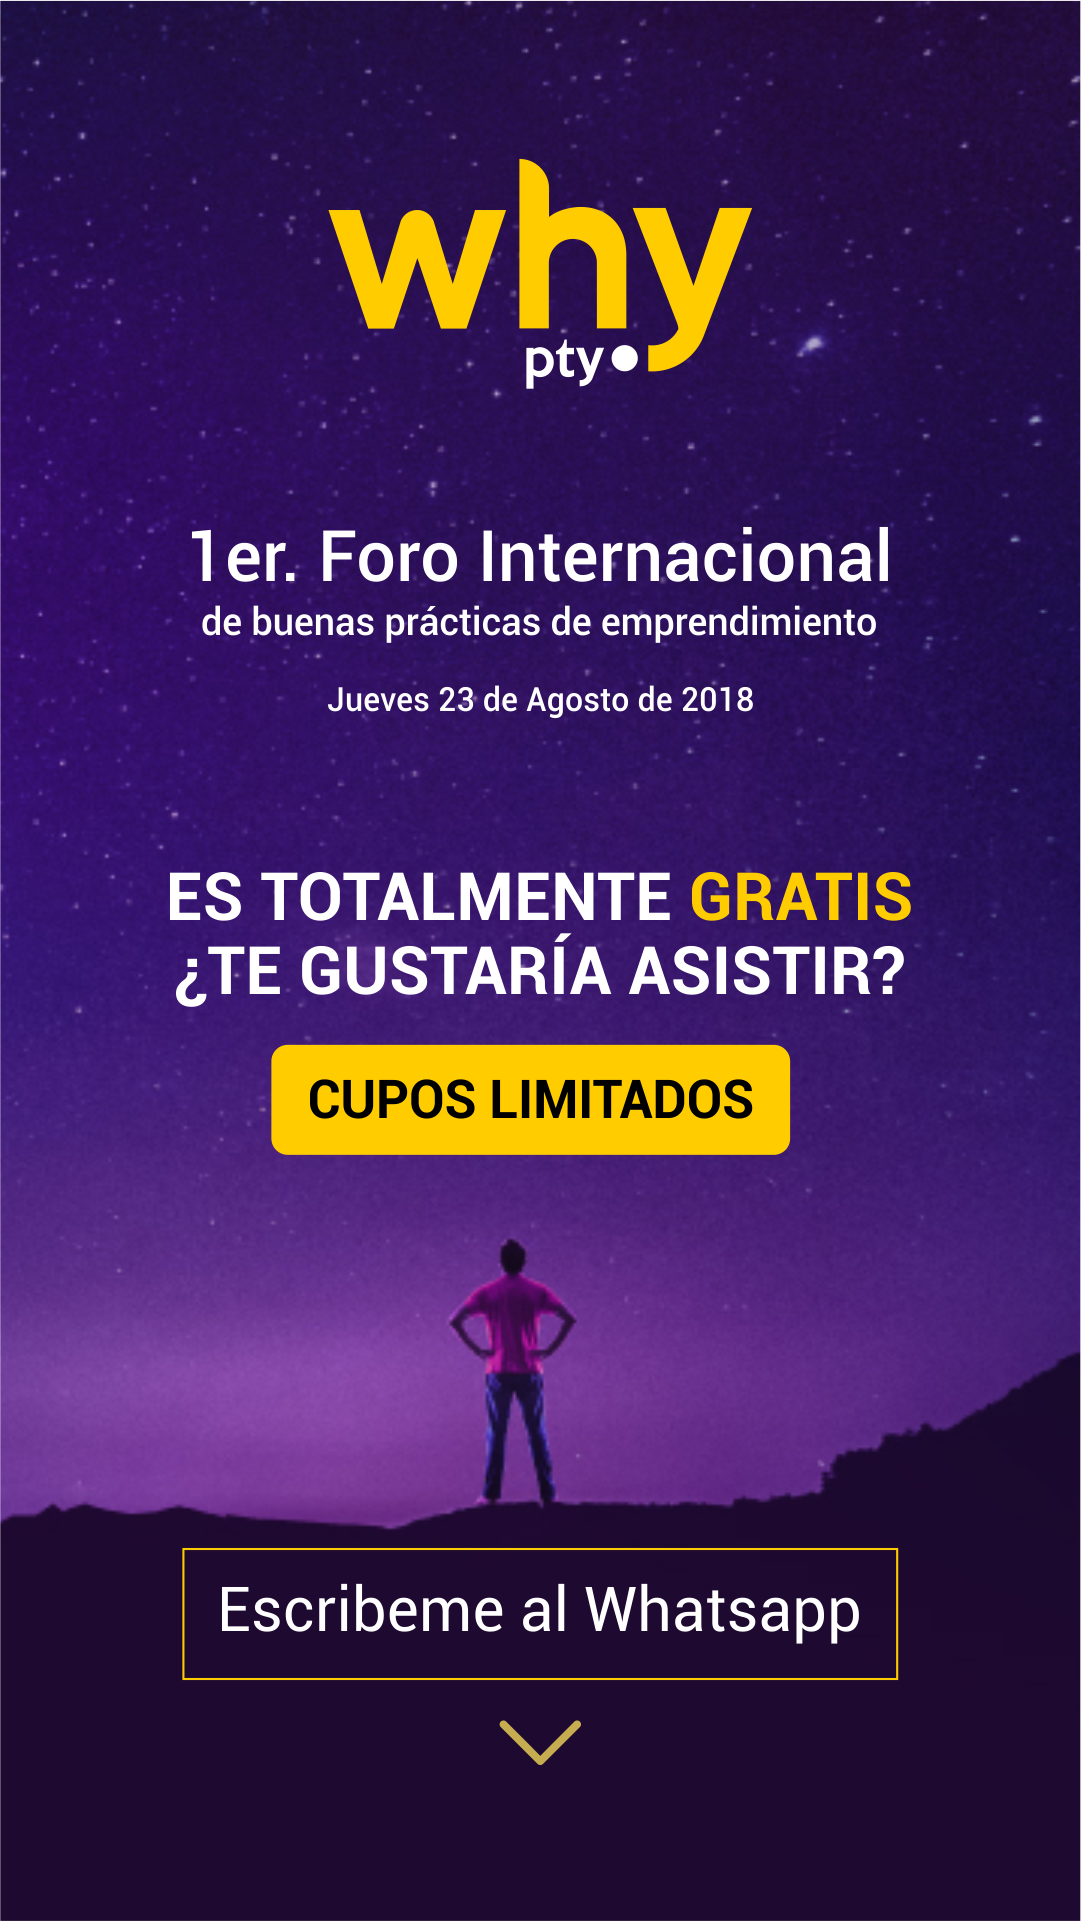 why
pty
1er. Foro Internacional
de buenas prácticas de emprendimiento
Jueves 23 de Agosto de 2018
ES TOTALMENTE GRATIS
¿TE GUSTARÍA ASISTIR?
CUPOS LIMITADOS
Escribeme al Whatsapp